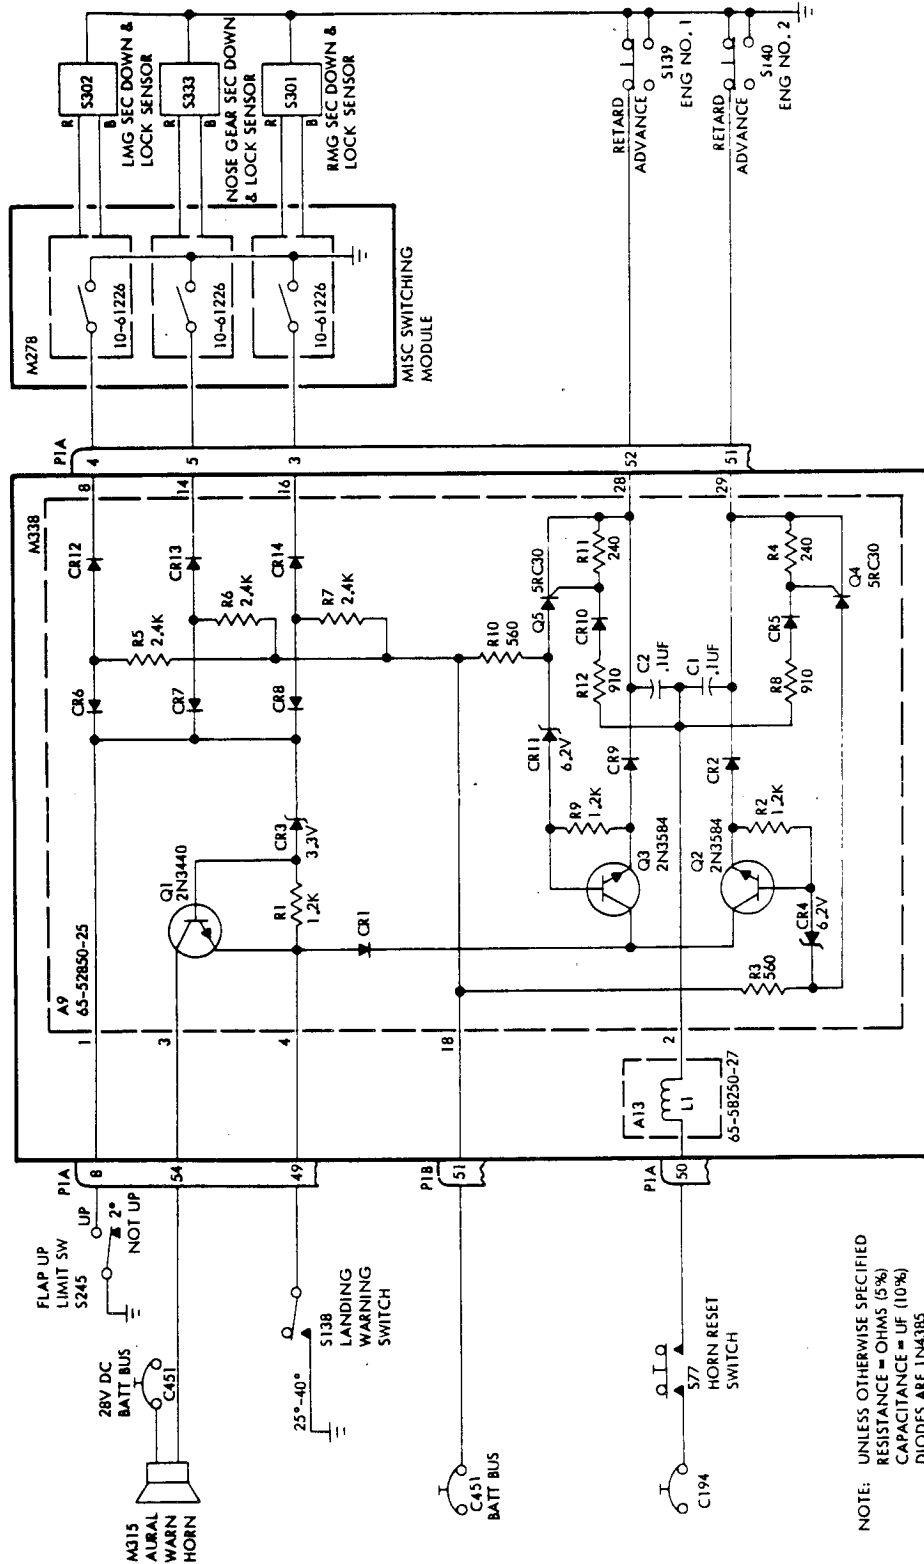 FLAP UP
LIMIT SW
S245
UP
2°
NOT UP
28V DC
BATT BUS
C451
M315
AURAL
WARN
HORN
25°-40°
S138
LANDING
WARNING
SWITCH
C451
BATT BUS
S77
HORN RESET
SWITCH
C194
NOTE: UNLESS OTHERWISE SPECIFIED
RESISTANCE = OHMS (5%)
CAPACITANCE = UF (10%)
DIODES ARE 1N4385
P1A
8
54
49
P1B
51
P1A
50
A13
L1
65-58250-27
1
3
4
18
2
A9
65-52850-25
M338
Q1
2N3440
R1
1.2K
CR3
3.3V
CR1
CR6
CR7
CR8
R5
2.4K
R6
2.4K
R7
2.4K
CR12
CR13
CR14
R10
560
CR11
6.2V
Q5
5RC30
R12
910
CR10
R11
240
R9
1.2K
CR9
Q3
2N3584
C2
.1UF
C1
.1UF
Q2
2N3584
CR2
R2
1.2K
R8
910
CR5
R4
240
Q4
5RC30
CR4
6.2V
R3
560
8
14
16
28
29
P1A
4
5
3
52
51
M278
10-61226
10-61226
10-61226
MISC SWITCHING
MODULE
R
B
S302
LMG SEC DOWN &
LOCK SENSOR
R
B
S333
NOSE GEAR SEC DOWN
& LOCK SENSOR
R
B
S301
RMG SEC DOWN &
LOCK SENSOR
RETARD
ADVANCE
S139
ENG NO. 1
RETARD
ADVANCE
S140
ENG NO. 2